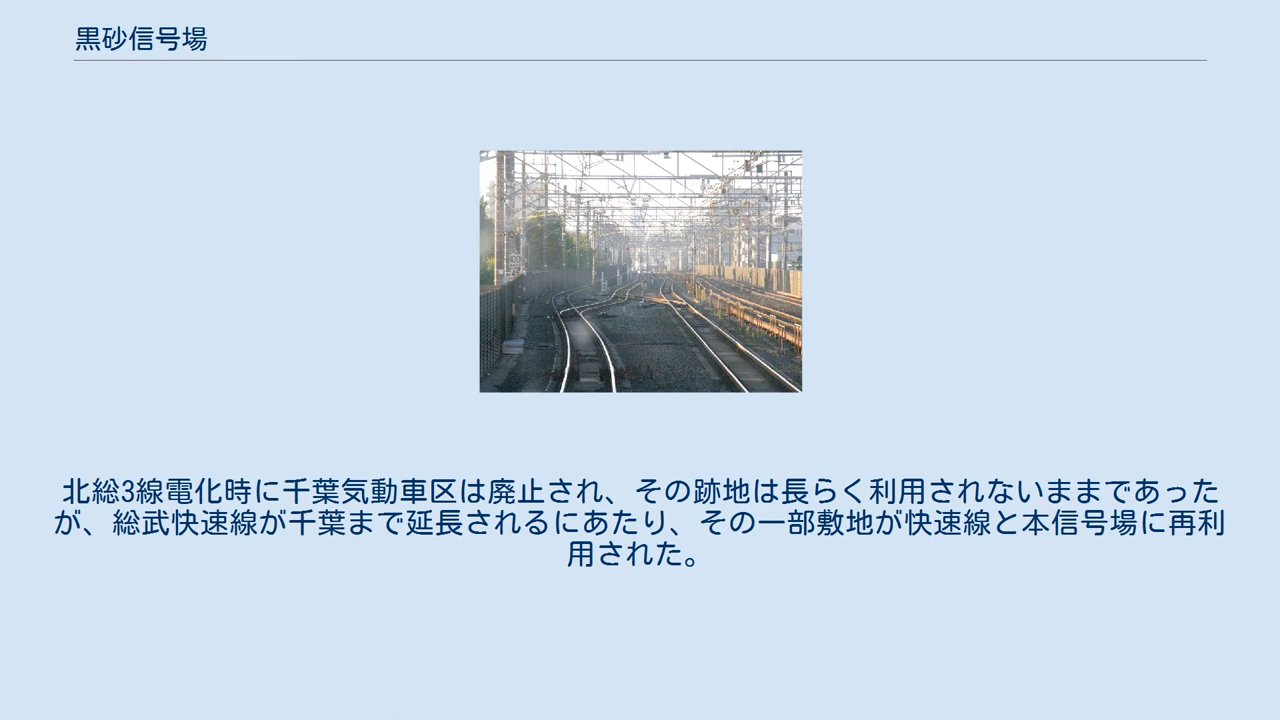 黒砂信号場
北総3線電化時に千葉気動車区は廃止され、その跡地は長らく利用されないままであった
が、総武快速線が千葉まで延長されるにあたり、その一部敷地が快速線と本信号場に再利
用された。